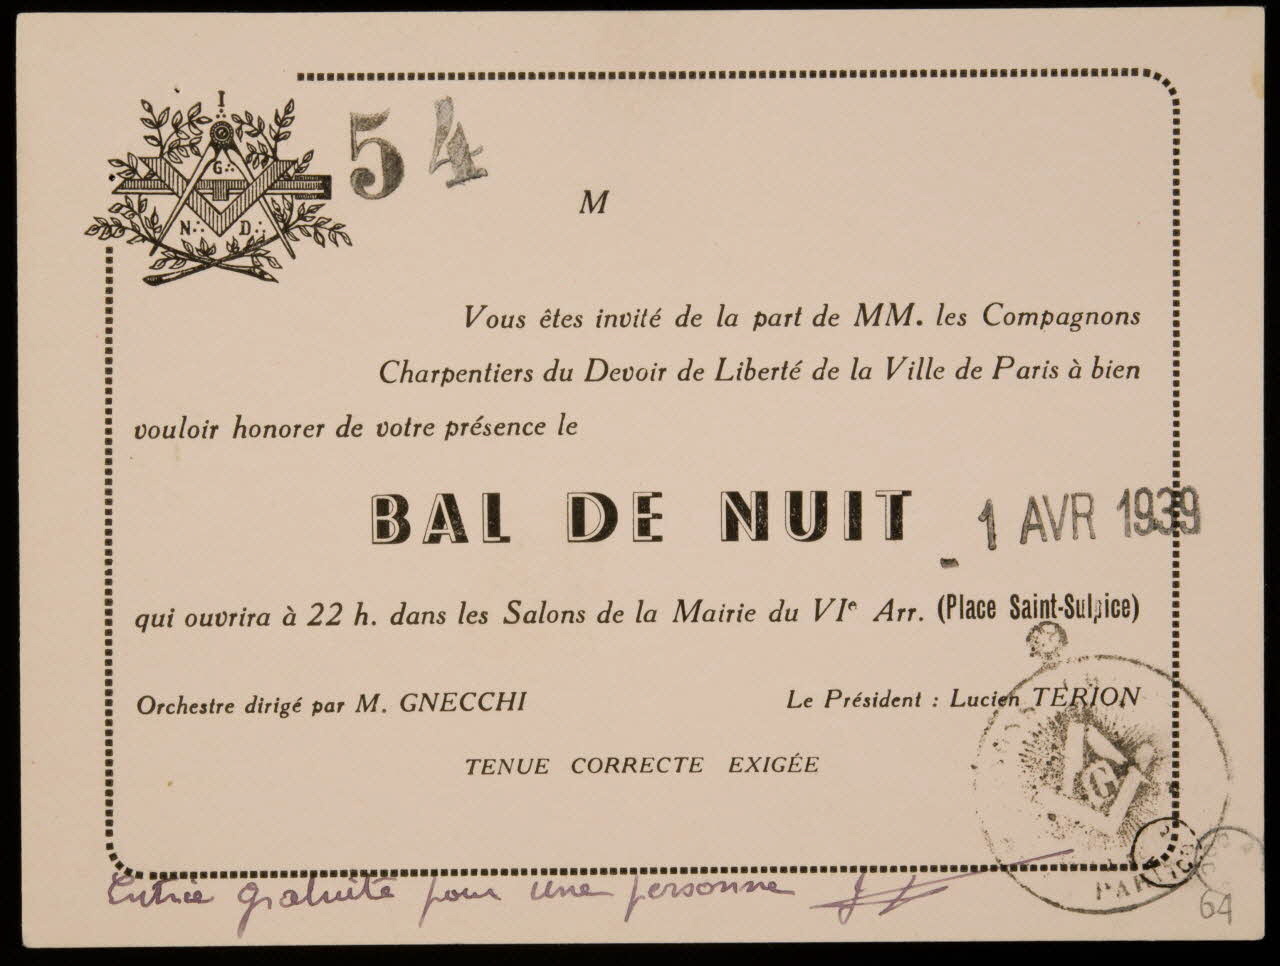 I
G∴
N∴ D∴
54
M
Vous êtes invité de la part de MM. les Compagnons
Charpentiers du Devoir de Liberté de la Ville de Paris à bien
vouloir honorer de votre présence le
BAL DE NUIT - 1 AVR 1939
qui ouvrira à 22 h. dans les Salons de la Mairie du VIe Arr. (Place Saint-Sulpice)
Orchestre dirigé par M. GNECCHI
Le Président : Lucien TERION
TENUE CORRECTE EXIGÉE
G
Entrée gratuite pour une personne
64